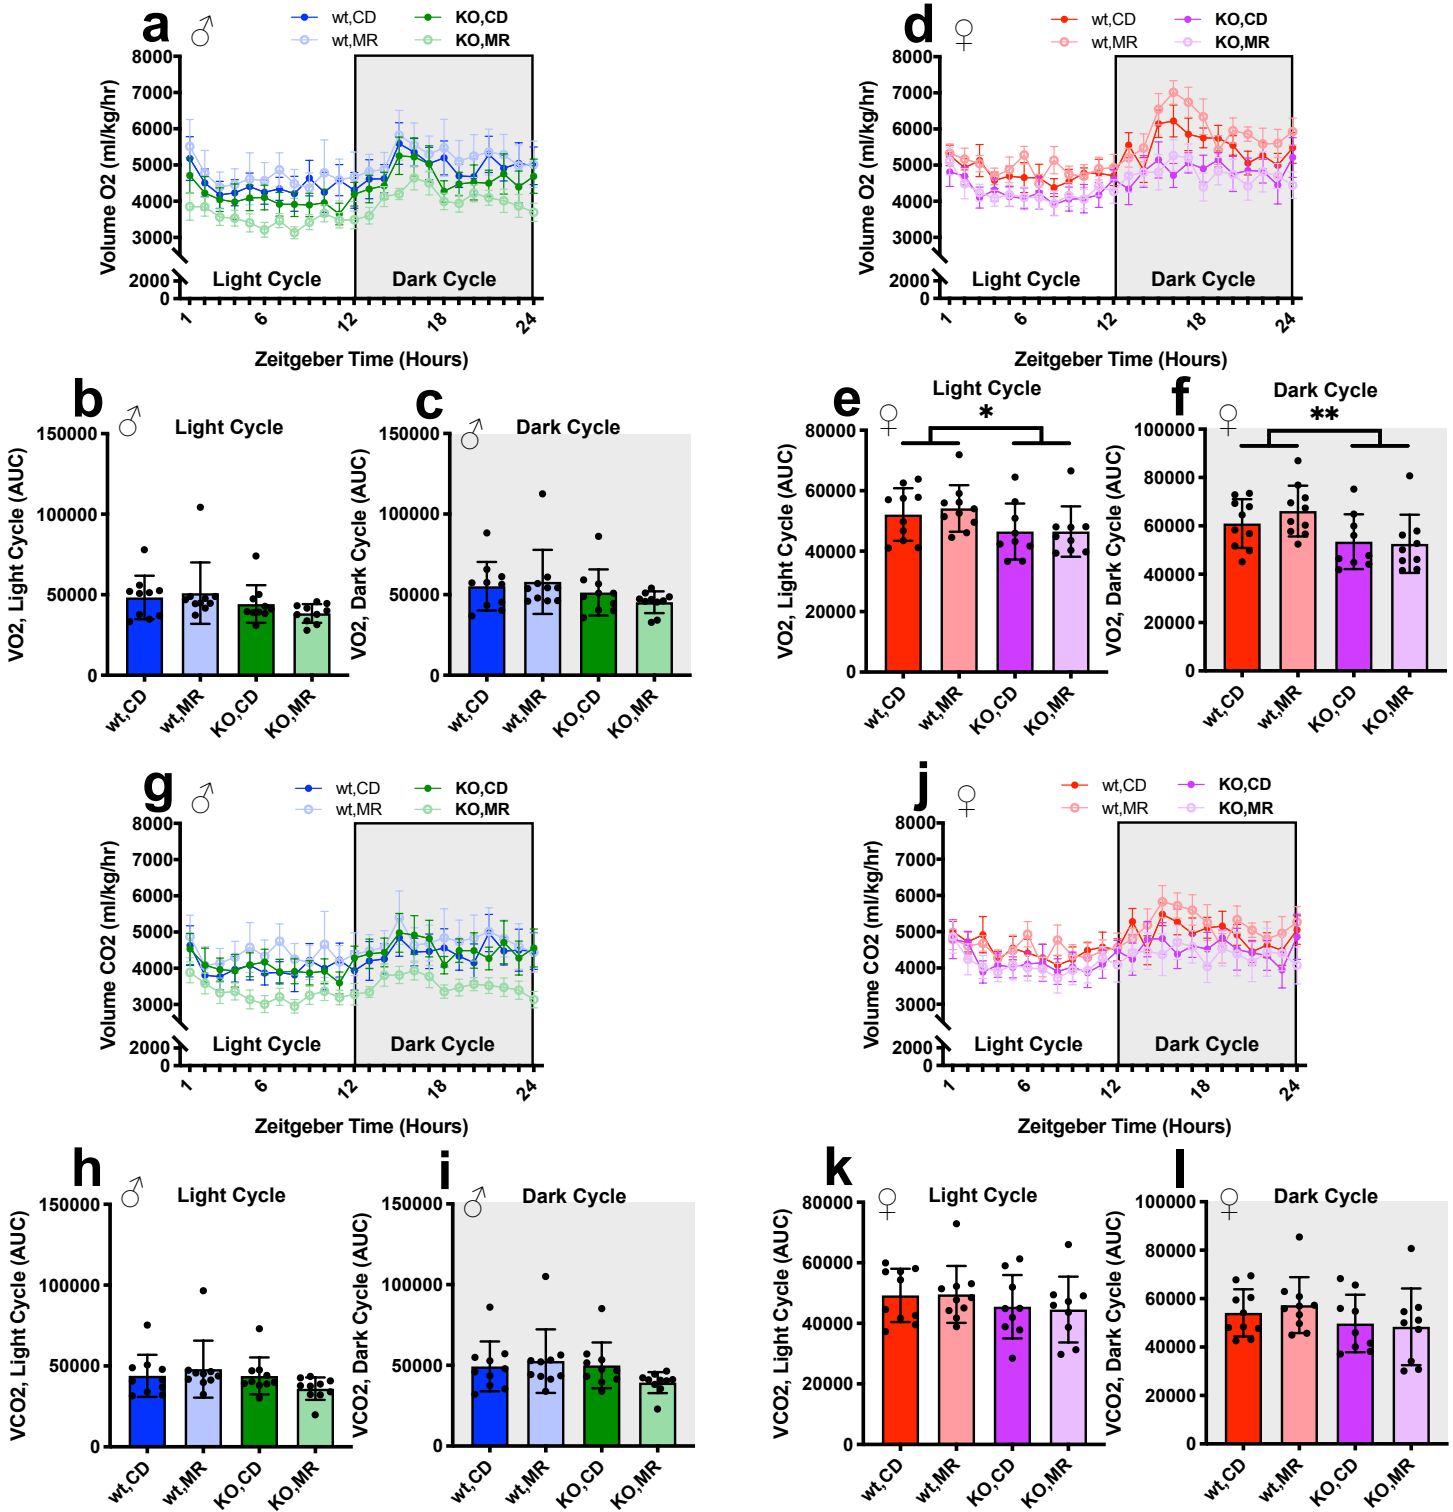 a ♂ wt,CD KO,CD
wt,MR KO,MR
Volume O2 (ml/kg/hr)
8000
7000
6000
5000
4000
3000
2000
0
Light Cycle Dark Cycle
1 6 12 18 24
Zeitgeber Time (Hours)
d ♀ wt,CD KO,CD
wt,MR KO,MR
Volume O2 (ml/kg/hr)
8000
7000
6000
5000
4000
3000
2000
0
Light Cycle Dark Cycle
1 6 12 18 24
Zeitgeber Time (Hours)
b ♂ Light Cycle
VO2, Light Cycle (AUC)
150000
100000
50000
0
wt,CD wt,MR KO,CD KO,MR
c ♂ Dark Cycle
VO2, Dark Cycle (AUC)
150000
100000
50000
0
wt,CD wt,MR KO,CD KO,MR
e ♀ Light Cycle
*
VO2, Light Cycle (AUC)
80000
60000
40000
20000
0
wt,CD wt,MR KO,CD KO,MR
f ♀ Dark Cycle
**
VO2, Dark Cycle (AUC)
100000
80000
60000
40000
20000
0
wt,CD wt,MR KO,CD KO,MR
g ♂ wt,CD KO,CD
wt,MR KO,MR
Volume CO2 (ml/kg/hr)
8000
7000
6000
5000
4000
3000
2000
0
Light Cycle Dark Cycle
1 6 12 18 24
Zeitgeber Time (Hours)
j ♀ wt,CD KO,CD
wt,MR KO,MR
Volume CO2 (ml/kg/hr)
8000
7000
6000
5000
4000
3000
2000
0
Light Cycle Dark Cycle
1 6 12 18 24
Zeitgeber Time (Hours)
h ♂ Light Cycle
VCO2, Light Cycle (AUC)
150000
100000
50000
0
wt,CD wt,MR KO,CD KO,MR
i ♂ Dark Cycle
VCO2, Dark Cycle (AUC)
150000
100000
50000
0
wt,CD wt,MR KO,CD KO,MR
k ♀ Light Cycle
VCO2, Light Cycle (AUC)
80000
60000
40000
20000
0
wt,CD wt,MR KO,CD KO,MR
l ♀ Dark Cycle
VCO2, Dark Cycle (AUC)
100000
80000
60000
40000
20000
0
wt,CD wt,MR KO,CD KO,MR